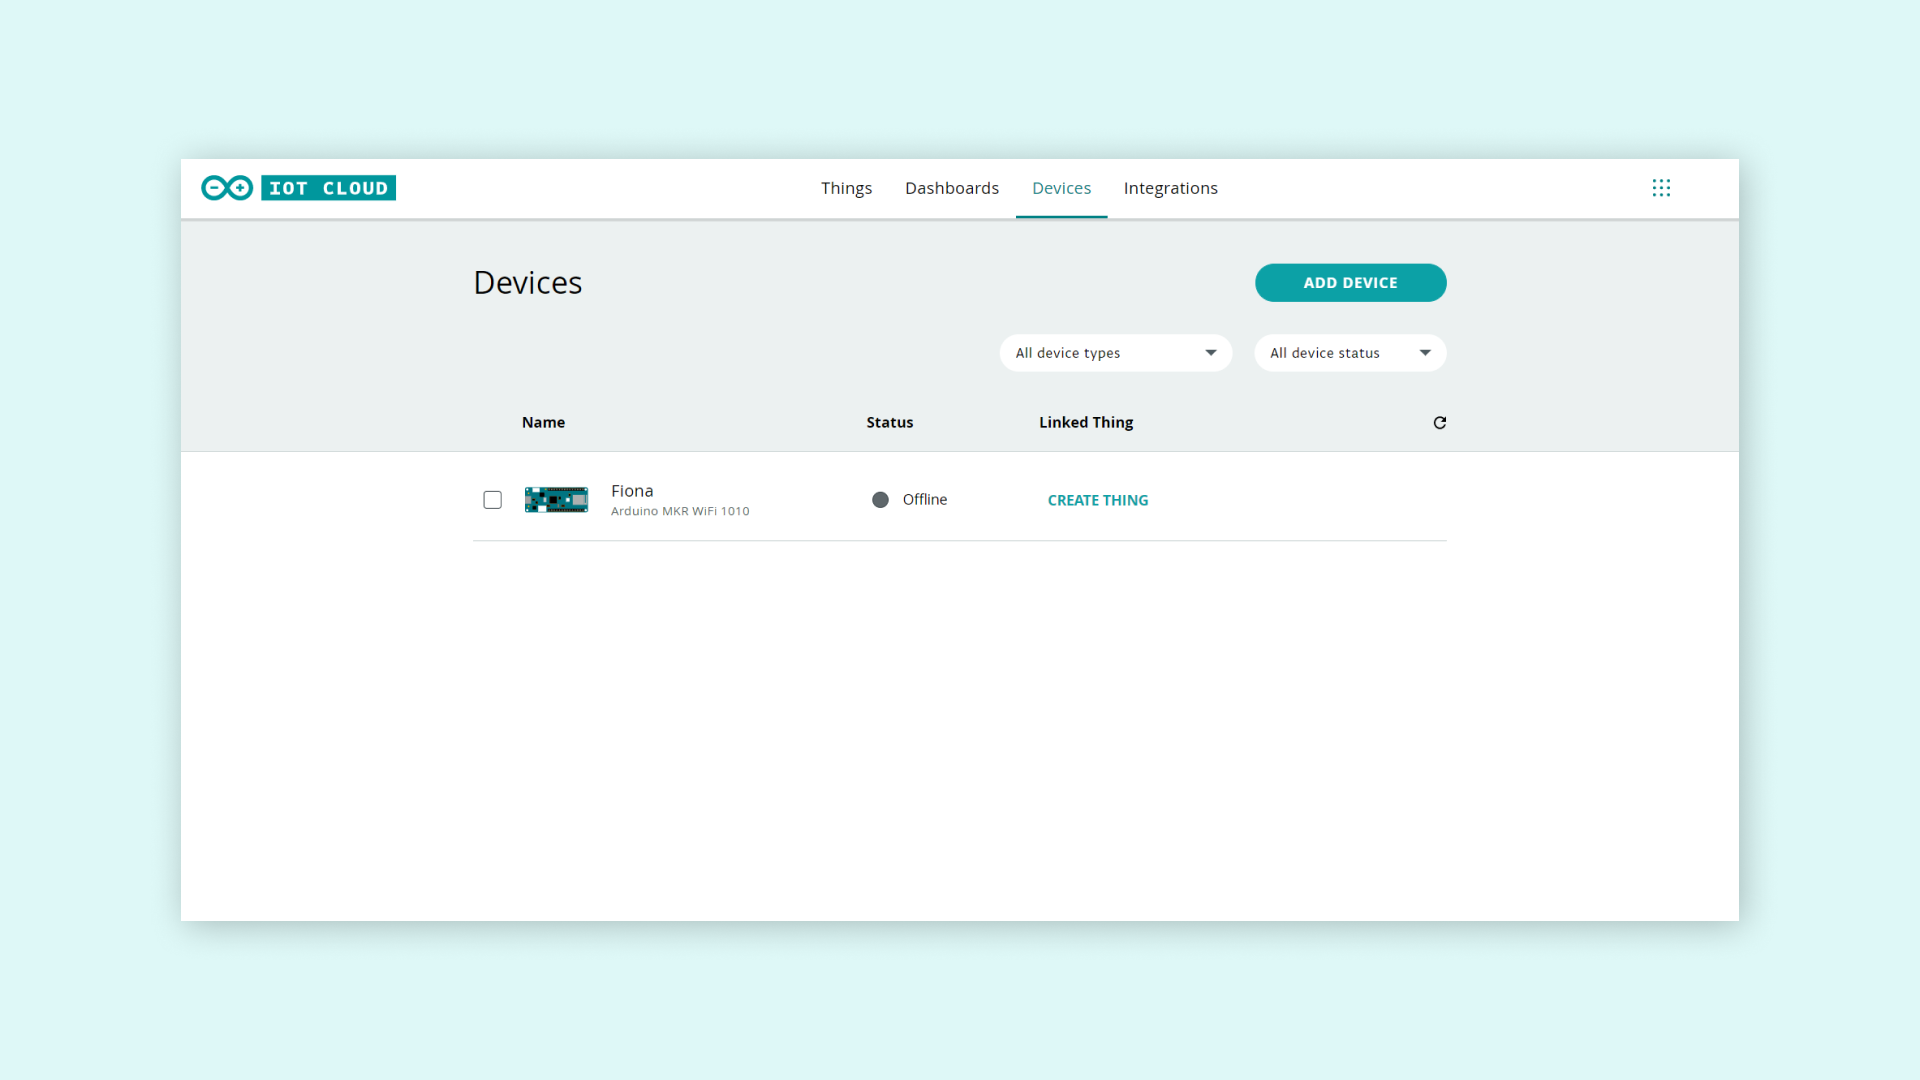 IOT CLOUD
Things Dashboards Devices Integrations
Devices
ADD DEVICE
All device types All device status
Name Status Linked Thing
Fiona
Arduino MKR WiFi 1010
Offline
CREATE THING